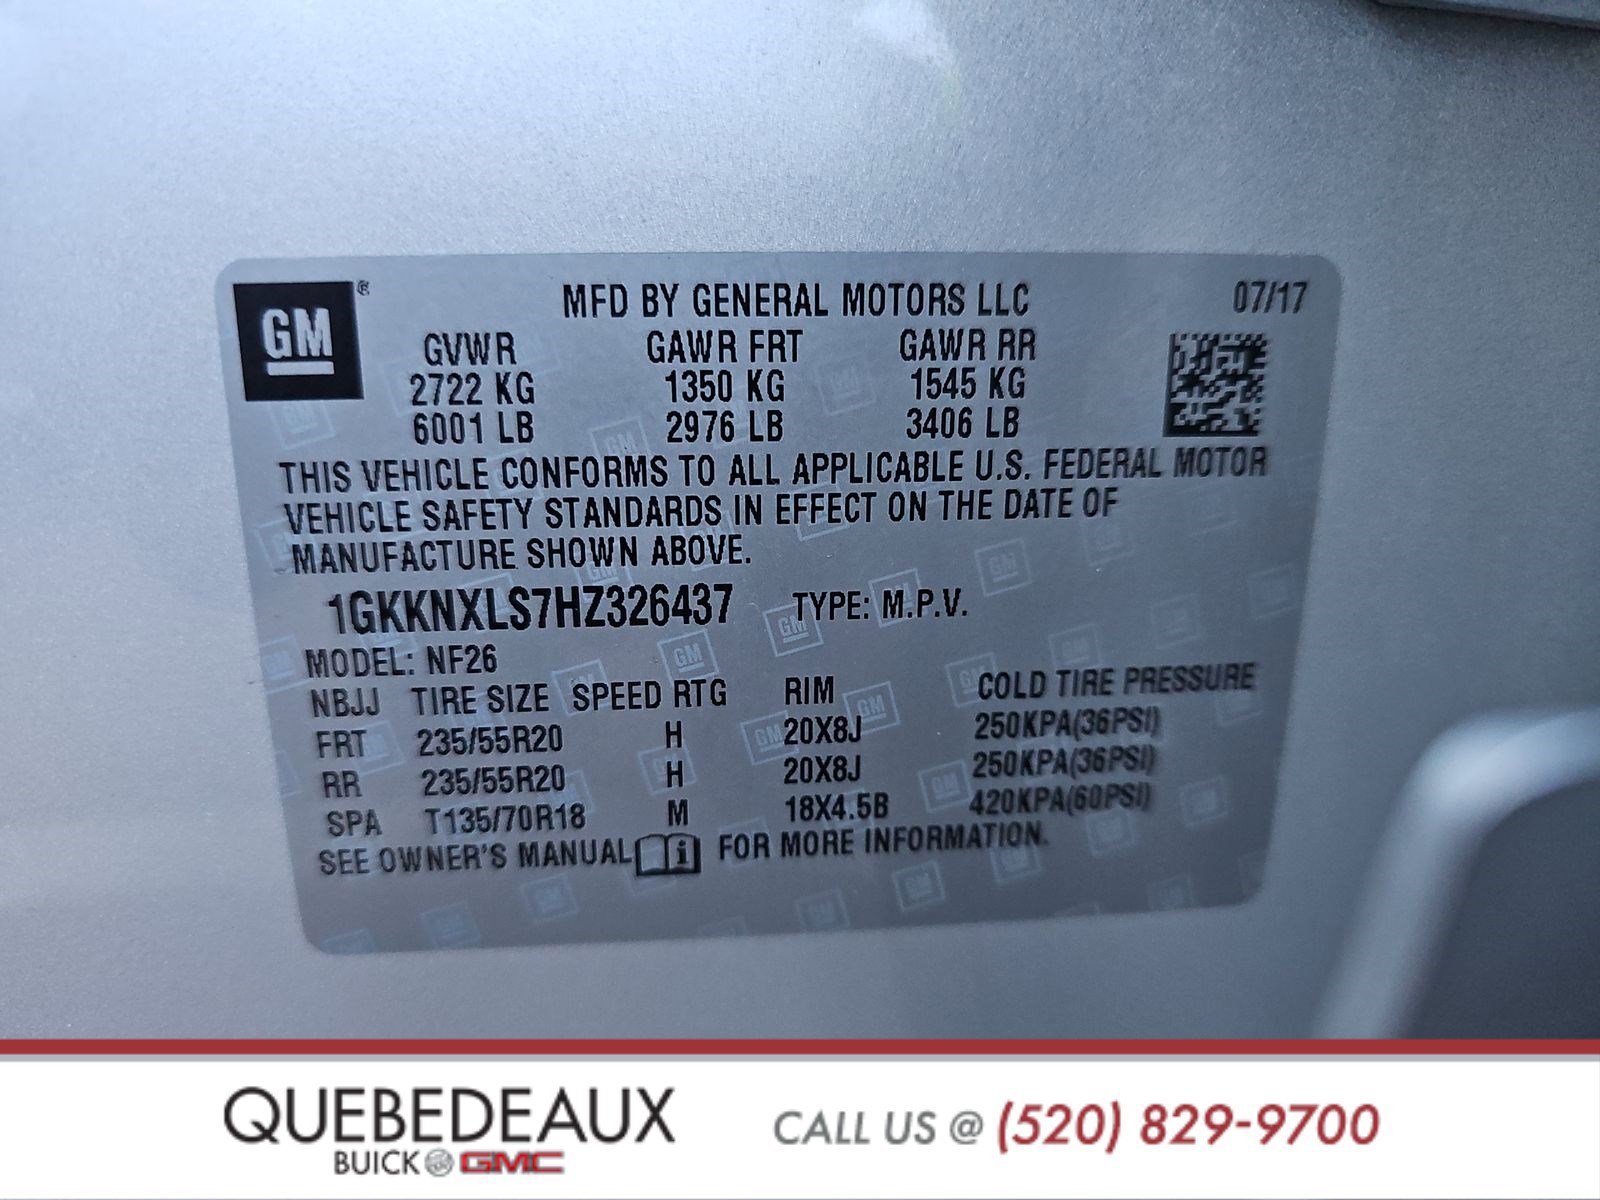 GM®
MFD BY GENERAL MOTORS LLC 07/17
GVWR GAWR FRT GAWR RR
2722 KG 1350 KG 1545 KG
6001 LB 2976 LB 3406 LB
THIS VEHICLE CONFORMS TO ALL APPLICABLE U.S. FEDERAL MOTOR
VEHICLE SAFETY STANDARDS IN EFFECT ON THE DATE OF
MANUFACTURE SHOWN ABOVE.
1GKKNXLS7HZ326437 TYPE: M.P.V.
MODEL: NF26
NBJJ TIRE SIZE SPEED RTG RIM COLD TIRE PRESSURE
FRT 235/55R20 H 20X8J 250KPA(36PSI)
RR 235/55R20 H 20X8J 250KPA(36PSI)
SPA T135/70R18 M 18X4.5B 420KPA(60PSI)
SEE OWNER'S MANUAL i FOR MORE INFORMATION.
QUEBEDEAUX
BUICK GMC
CALL US @ (520) 829-9700